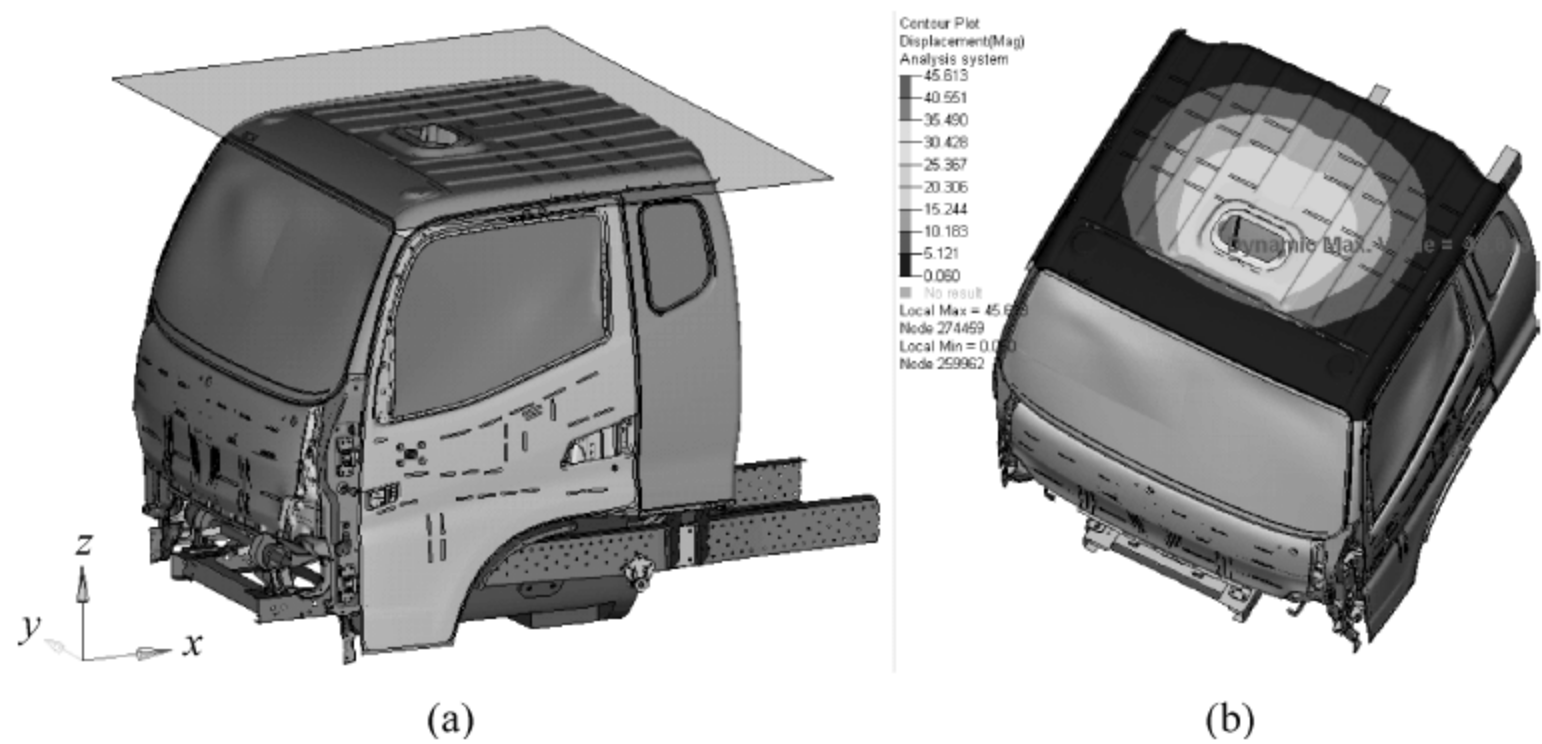 Contour Plot
Displacement(Mag)
Analysis system
45.613
40.551
35.490
30.428
25.367
20.306
15.244
10.183
5.121
0.060
No result
Local Max = 45.6
Node 274459
Local Min = 0.0
Node 259962
Dynamic Max.
z
y
x
(a)
(b)